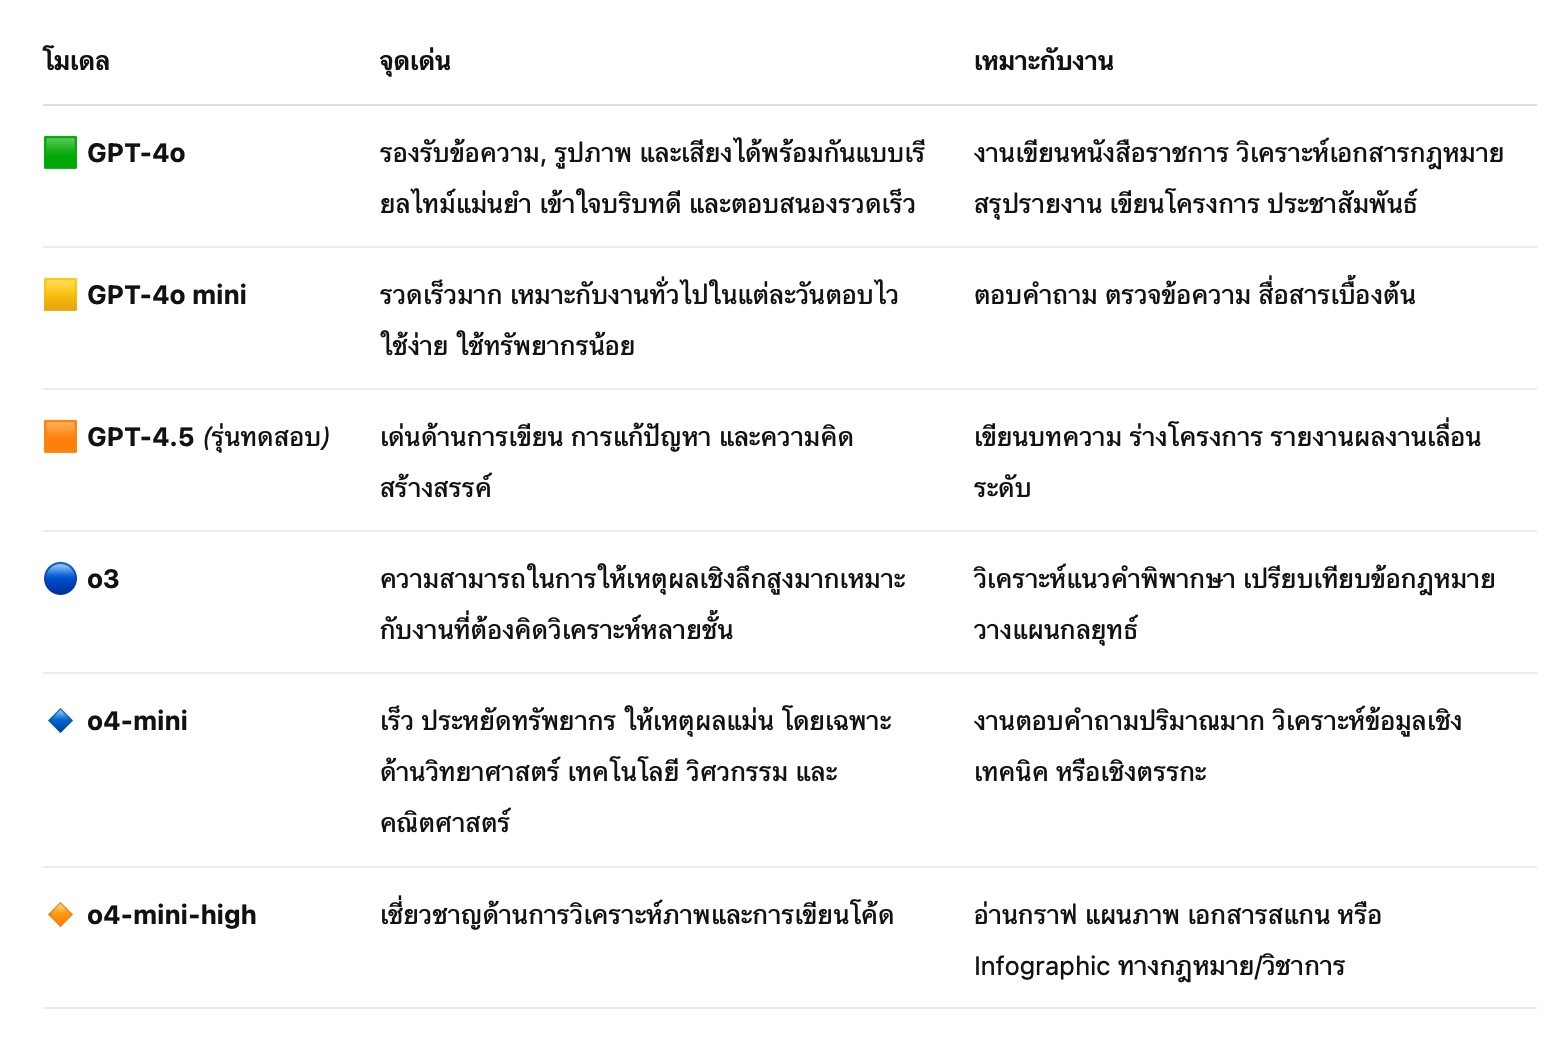 โมเดล จุดเด่น เหมาะกับงาน
GPT-4o รองรับข้อความ, รูปภาพ และเสียงได้พร้อมกันแบบเรี งานเขียนหนังสือราชการ วิเคราะห์เอกสารกฎหมาย
ยลไทม์แม่นยำ เข้าใจบริบทดี และตอบสนองรวดเร็ว สรุปรายงาน เขียนโครงการ ประชาสัมพันธ์
GPT-4o mini รวดเร็วมาก เหมาะกับงานทั่วไปในแต่ละวันตอบไว ตอบคำถาม ตรวจข้อความ สื่อสารเบื้องต้น
ใช้ง่าย ใช้ทรัพยากรน้อย
GPT-4.5 (รุ่นทดสอบ) เด่นด้านการเขียน การแก้ปัญหา และความคิด เขียนบทความ ร่างโครงการ รายงานผลงานเลื่อน
สร้างสรรค์ ระดับ
o3 ความสามารถในการให้เหตุผลเชิงลึกสูงมากเหมาะ วิเคราะห์แนวคำพิพากษา เปรียบเทียบข้อกฎหมาย
กับงานที่ต้องคิดวิเคราะห์หลายชั้น วางแผนกลยุทธ์
o4-mini เร็ว ประหยัดทรัพยากร ให้เหตุผลแม่น โดยเฉพาะ งานตอบคำถามปริมาณมาก วิเคราะห์ข้อมูลเชิง
ด้านวิทยาศาสตร์ เทคโนโลยี วิศวกรรม และ เทคนิค หรือเชิงตรรกะ
คณิตศาสตร์
o4-mini-high เชี่ยวชาญด้านการวิเคราะห์ภาพและการเขียนโค้ด อ่านกราฟ แผนภาพ เอกสารสแกน หรือ
Infographic ทางกฎหมาย/วิชาการ